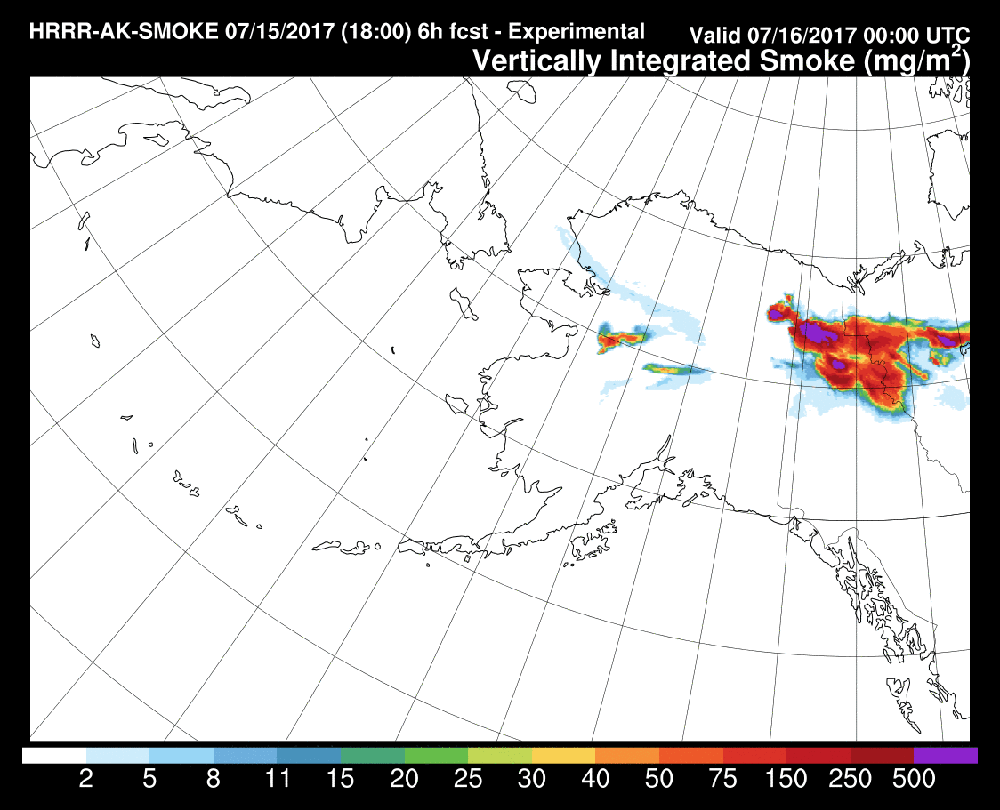 HRRR-AK-SMOKE 07/15/2017 (18:00) 6h fcst - Experimental
Valid 07/16/2017 00:00 UTC
Vertically Integrated Smoke (mg/m²)
2 5 8 11 15 20 25 30 40 50 75 150 250 500